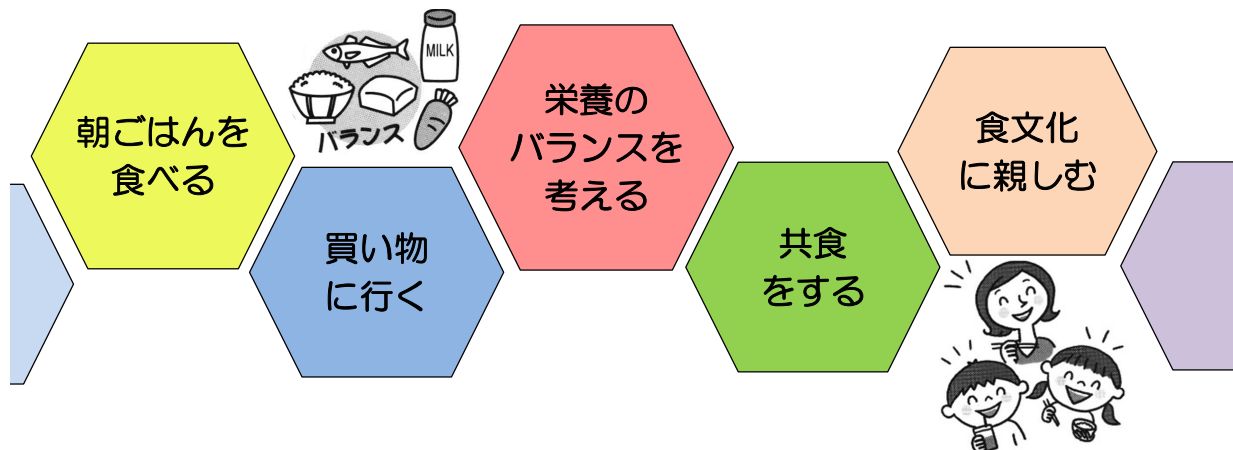 朝ごはんを
食べる
MILK
バランス
買い物
に行く
栄養の
バランスを
考える
共食
をする
食文化
に親しむ